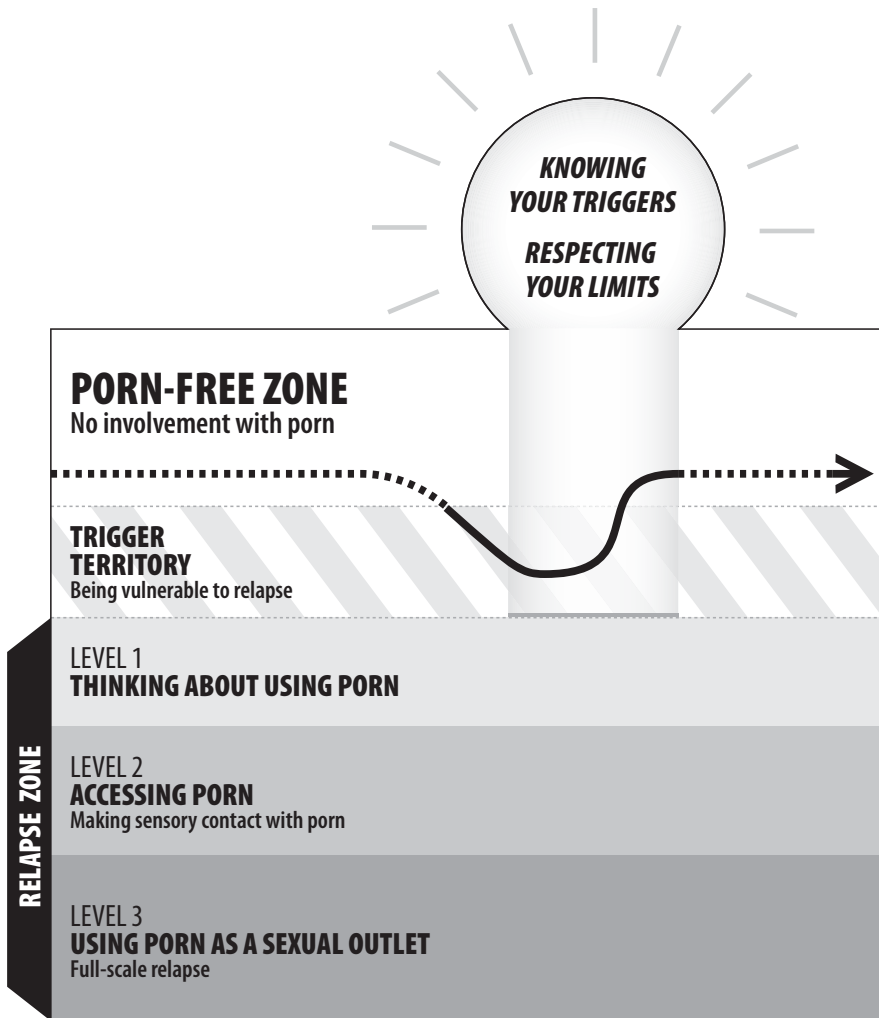 KNOWING
YOUR TRIGGERS
RESPECTING
YOUR LIMITS
PORN-FREE ZONE
No involvement with porn
TRIGGER
TERRITORY
Being vulnerable to relapse
RELAPSE ZONE
LEVEL 1
THINKING ABOUT USING PORN
LEVEL 2
ACCESSING PORN
Making sensory contact with porn
LEVEL 3
USING PORN AS A SEXUAL OUTLET
Full-scale relapse